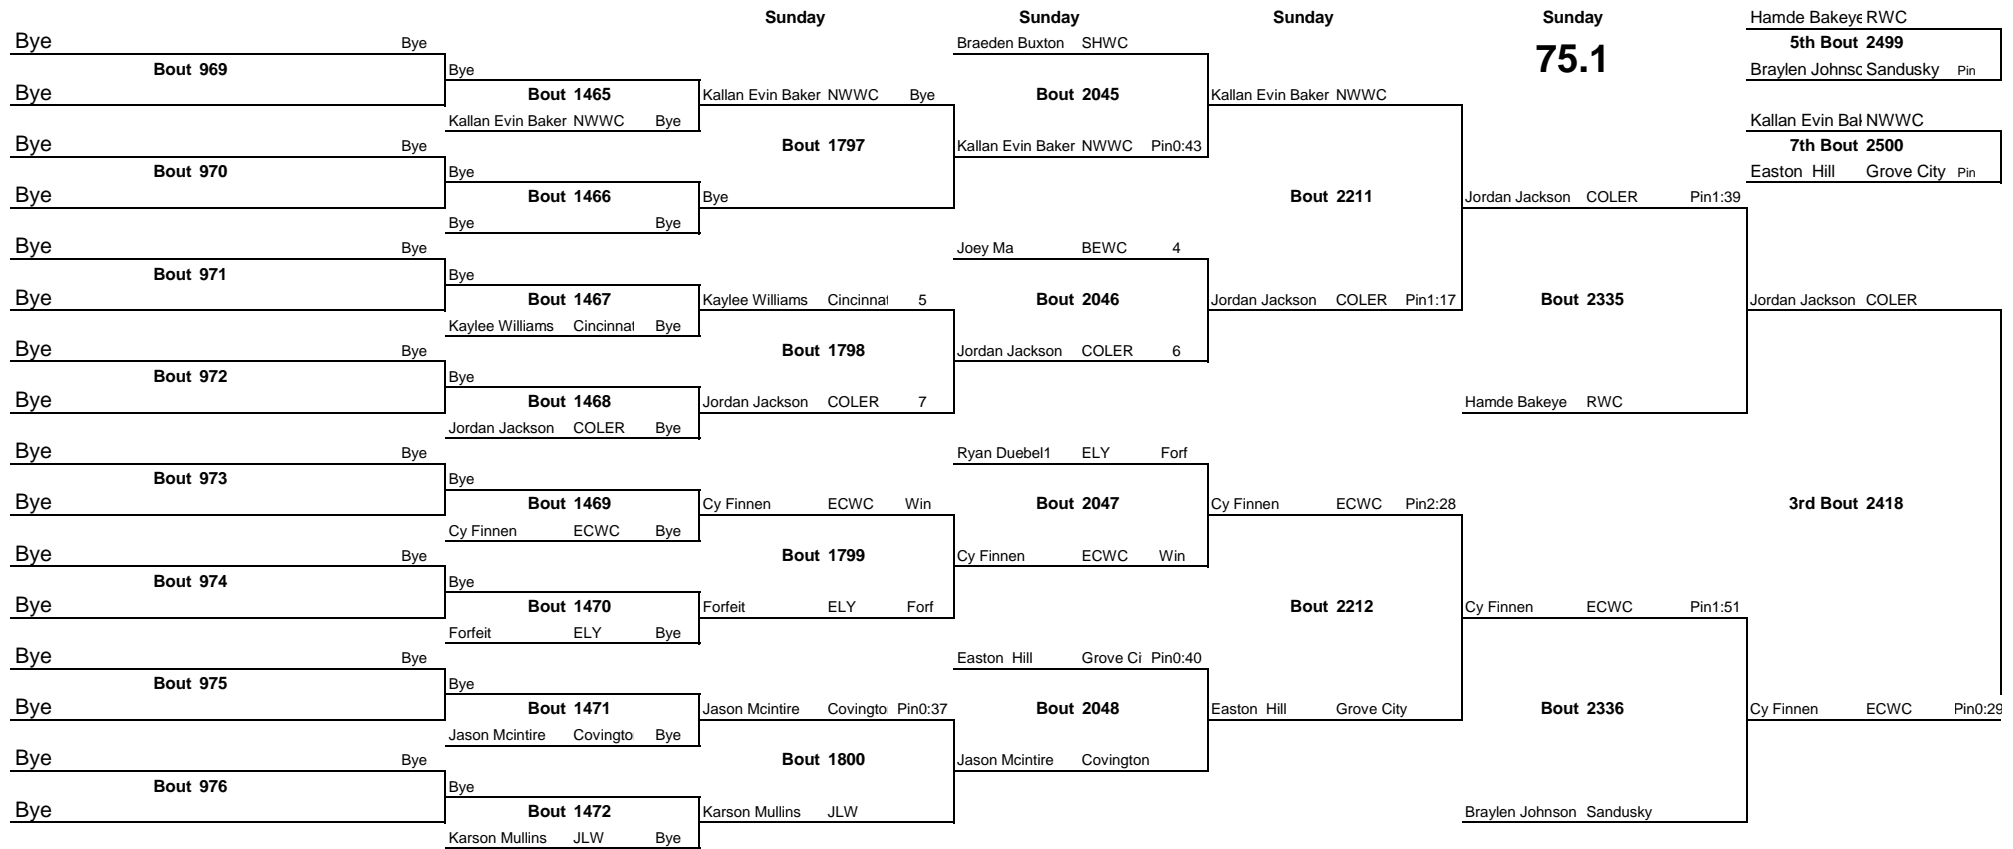 Sunday Sunday Sunday Sunday Hamde Bakeye RWC
Bye Bye Braeden Buxton SHWC 75.1 5th Bout 2499
Bout 969 Bye Braylen Johnsc Sandusky Pin
Bye Bout 1465 Kallan Evin Baker NWWC Bye Bout 2045 Kallan Evin Baker NWWC
Kallan Evin Baker NWWC Bye Kallan Evin Bal NWWC
Bye Bye Bout 1797 Kallan Evin Baker NWWC Pin0:43 7th Bout 2500
Bout 970 Bye Easton Hill Grove City Pin
Bye Bout 1466 Bye Bout 2211 Jordan Jackson COLER Pin1:39
Bye Bye
Bye Bye Joey Ma BEWC 4
Bout 971 Bye
Bye Bout 1467 Kaylee Williams Cincinnat 5 Bout 2046 Jordan Jackson COLER Pin1:17 Bout 2335 Jordan Jackson COLER
Kaylee Williams Cincinnat Bye
Bye Bye Bout 1798 Jordan Jackson COLER 6
Bout 972 Bye
Bye Bout 1468 Jordan Jackson COLER 7 Hamde Bakeye RWC
Jordan Jackson COLER Bye
Bye Bye Ryan Duebel1 ELY Forf
Bout 973 Bye
Bye Bout 1469 Cy Finnen ECWC Win Bout 2047 Cy Finnen ECWC Pin2:28 3rd Bout 2418
Cy Finnen ECWC Bye
Bye Bye Bout 1799 Cy Finnen ECWC Win
Bout 974 Bye
Bye Bout 1470 Forfeit ELY Forf Bout 2212 Cy Finnen ECWC Pin1:51
Forfeit ELY Bye
Bye Bye Easton Hill Grove Ci Pin0:40
Bout 975 Bye
Bye Bout 1471 Jason Mcintire Covingto Pin0:37 Bout 2048 Easton Hill Grove City Bout 2336 Cy Finnen ECWC Pin0:29
Jason Mcintire Covingto Bye
Bye Bye Bout 1800 Jason Mcintire Covington
Bout 976 Bye
Bye Bout 1472 Karson Mullins JLW Braylen Johnson Sandusky
Karson Mullins JLW Bye